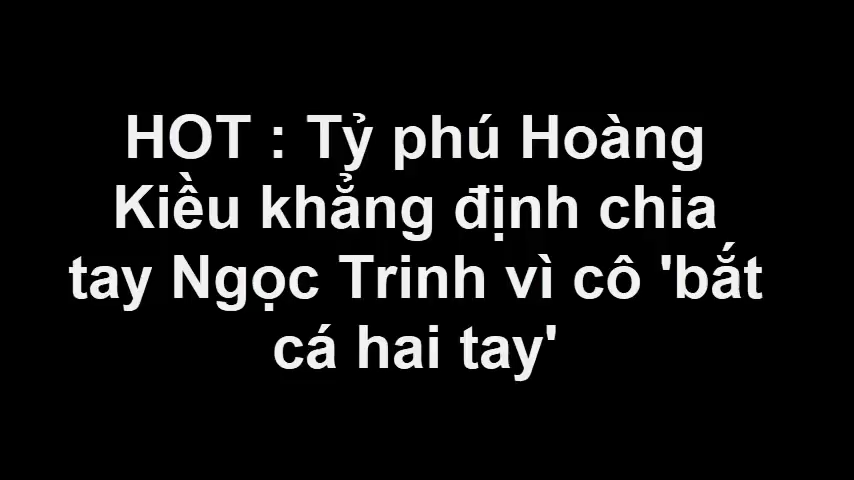 HOT : Tỷ phú Hoàng
Kiều khẳng định chia
tay Ngọc Trinh vì cô 'bắt
cá hai tay'